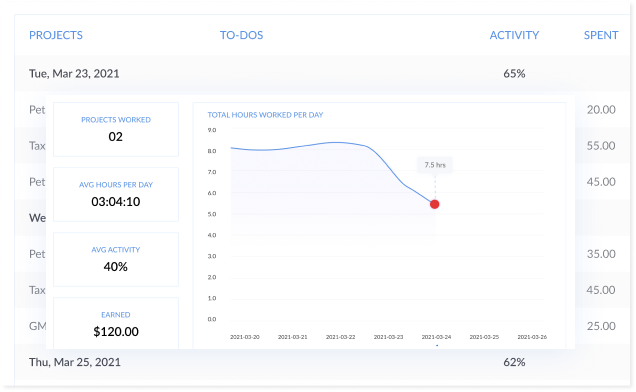 PROJECTS TO-DOS ACTIVITY SPENT
Tue, Mar 23, 2021 65%
Pet 20.00
Tax 55.00
Pet 45.00
We
Pet 35.00
Tax 45.00
GM 25.00
Thu, Mar 25, 2021 62%
PROJECTS WORKED
02
AVG HOURS PER DAY
03:04:10
AVG ACTIVITY
40%
EARNED
$120.00
TOTAL HOURS WORKED PER DAY
9.0
8.0
7.0
6.0
5.0
4.0
3.0
2.0
1.0
0.0
7.5 hrs
2021-03-20 2021-03-21 2021-03-22 2021-03-23 2021-03-24 2021-03-25 2021-03-26